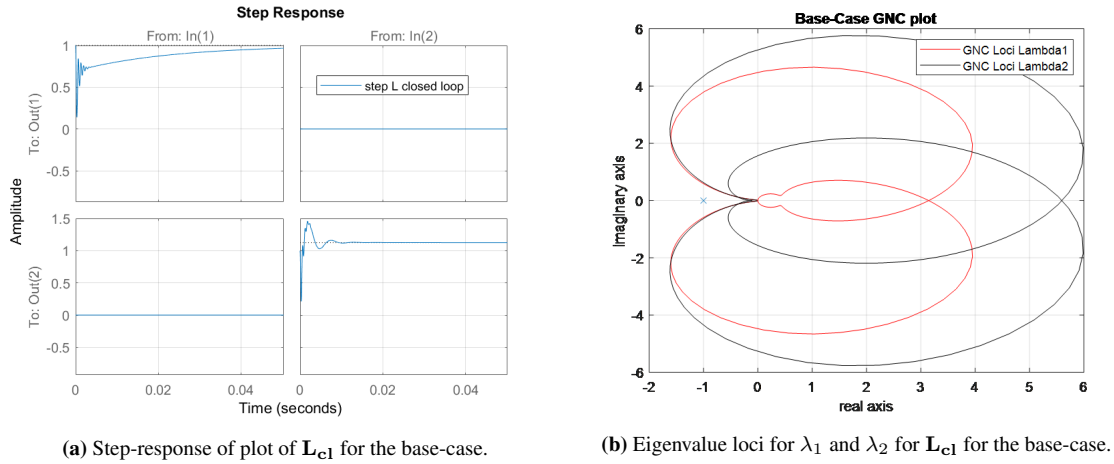 Step Response
From: In(1)
From: In(2)
1
0.5
0
-0.5
To: Out(1)
step L closed loop
Amplitude
1.5
1
0.5
0
-0.5
To: Out(2)
0
0.02
0.04
0
0.02
0.04
Time (seconds)
(a) Step-response of plot of L_cl for the base-case.
Base-Case GNC plot
GNC Loci Lambda1
GNC Loci Lambda2
6
4
2
0
-2
-4
-6
Imaginary axis
-2
-1
0
1
2
3
4
5
6
real axis
(b) Eigenvalue loci for λ1 and λ2 for L_cl for the base-case.